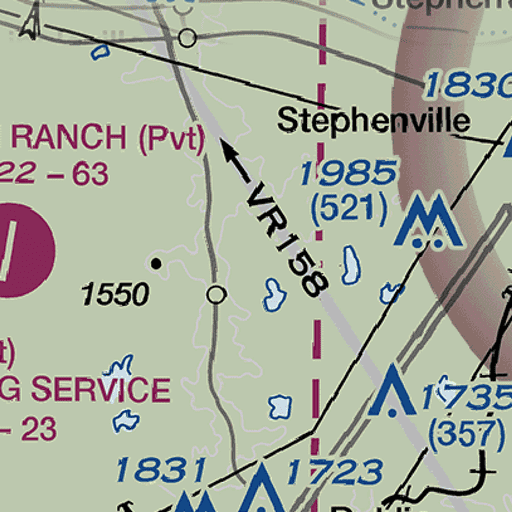 1830
Stephenville
RANCH (Pvt)
22 – 63
1985
(521)
VR158
1550
G SERVICE
– 23
1735
(357)
1831
1723